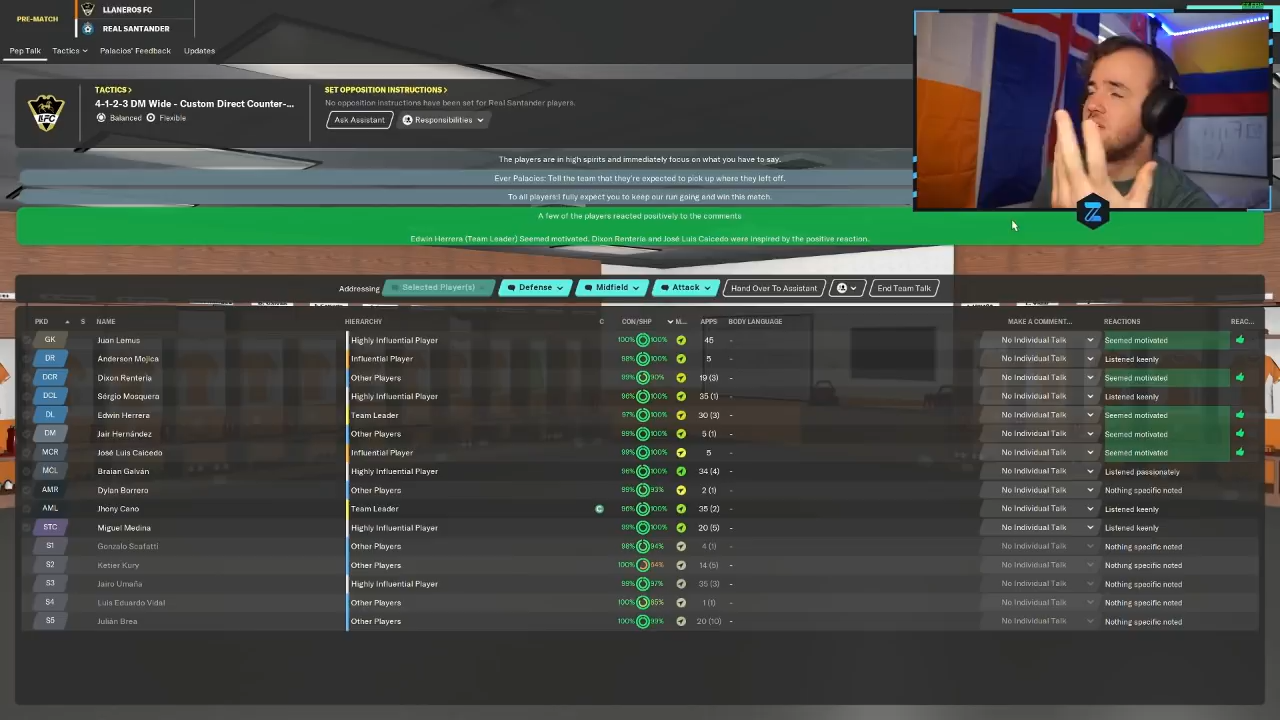 PRE-MATCH
LLANEROS FC
REAL SANTANDER
Pep Talk Tactics Palacios' Feedback Updates
TACTICS >
4-1-2-3 DM Wide - Custom Direct Counter-...
Balanced Flexible
SET OPPOSITION INSTRUCTIONS >
No opposition instructions have been set for Real Santander players.
Ask Assistant Responsibilities
The players are in high spirits and immediately focus on what you have to say.
Ever Palacios: Tell the team that they're expected to pick up where they left off.
To all players: I fully expect you to keep our run going and win this match.
A few of the players reacted positively to the comments
Edwin Herrera (Team Leader) Seemed motivated. Dixon Rentería and José Luis Caicedo were inspired by the positive reaction.
Addressing Selected Player(s) Defense Midfield Attack Hand Over To Assistant End Team Talk
PKD S NAME HIERARCHY C CON/SHP M... APPS BODY LANGUAGE MAKE A COMMENT... REACTIONS REAC...
GK Juan Lemus Highly Influential Player 100% 100% 45 No Individual Talk Seemed motivated
DR Anderson Mojica Influential Player 98% 100% 5 - No Individual Talk Listened keenly
DCR Dixon Rentería Other Players 99% 90% 19 (3) - No Individual Talk Seemed motivated
DCL Sérgio Mosquera Highly Influential Player 96% 100% 35 (1) - No Individual Talk Listened keenly
DL Edwin Herrera Team Leader 97% 100% 30 (3) - No Individual Talk Seemed motivated
DM Jair Hernández Other Players 99% 100% 5 (1) - No Individual Talk Seemed motivated
MCR José Luis Caicedo Influential Player 99% 100% 5 - No Individual Talk Seemed motivated
MCL Braian Galván Highly Influential Player 96% 100% 34 (4) - No Individual Talk Listened passionately
AMR Dylan Borrero Other Players 99% 93% 2 (1) - No Individual Talk Nothing specific noted
AML Jhony Cano Team Leader C 96% 100% 35 (2) - No Individual Talk Listened keenly
STC Miguel Medina Highly Influential Player 99% 100% 20 (5) - No Individual Talk Listened keenly
S1 Gonzalo Scafatti Other Players 98% 94% 4 (1) - No Individual Talk Nothing specific noted
S2 Ketier Kury Other Players 100% 64% 14 (5) - No Individual Talk Nothing specific noted
S3 Jairo Umaña Highly Influential Player 99% 97% 35 (3) - No Individual Talk Nothing specific noted
S4 Luis Eduardo Vidal Other Players 100% 85% 1 (1) - No Individual Talk Nothing specific noted
S5 Julián Brea Other Players 100% 99% 20 (10) - No Individual Talk Nothing specific noted